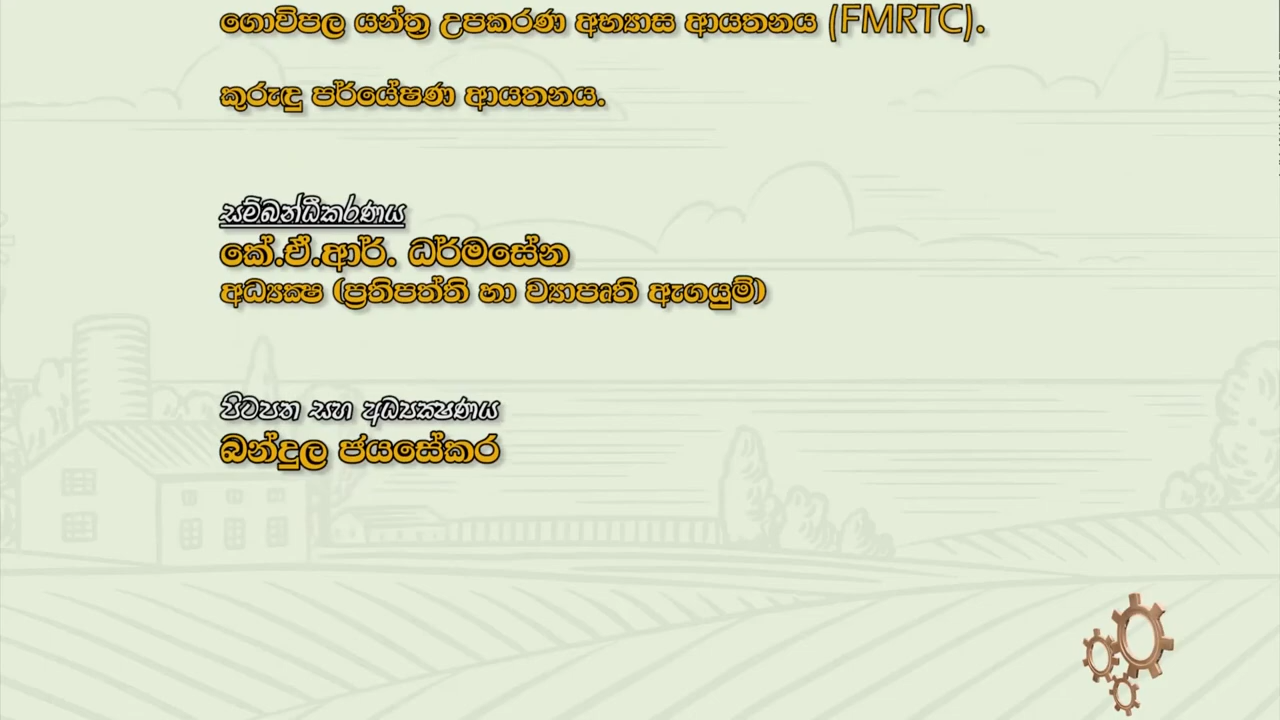 ගොවිපල යන්ත්‍ර උපකරණ අභ්‍යාස ආයතනය (FMRTC).
කුරුඳු පර්යේෂණ ආයතනය.
සම්බන්ධීකරණය
කේ.ඒ.ආර්. ධර්මසේන
අධ්‍යක්ෂ (ප්‍රතිපත්ති හා ව්‍යාපෘති ඇගයුම්)
පිටපත සහ අධ්‍යක්ෂණය
බන්දුල ජයසේකර